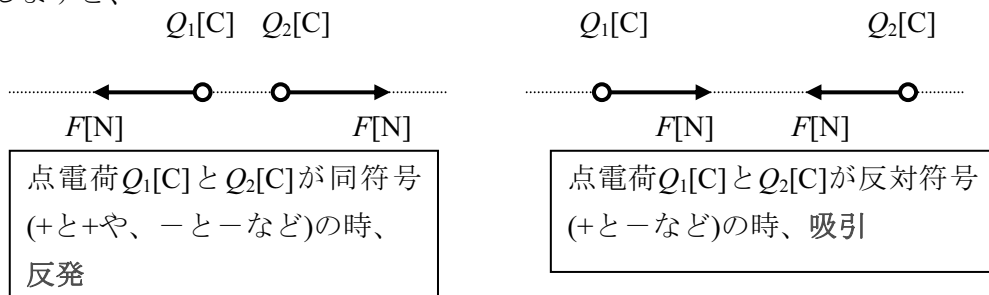 Q₁[C] Q₂[C]
F[N] F[N]
点電荷Q₁[C]とQ₂[C]が同符号
(+と+や、－と－など)の時、
反発
Q₁[C] Q₂[C]
F[N] F[N]
点電荷Q₁[C]とQ₂[C]が反対符号
(+と－など)の時、吸引